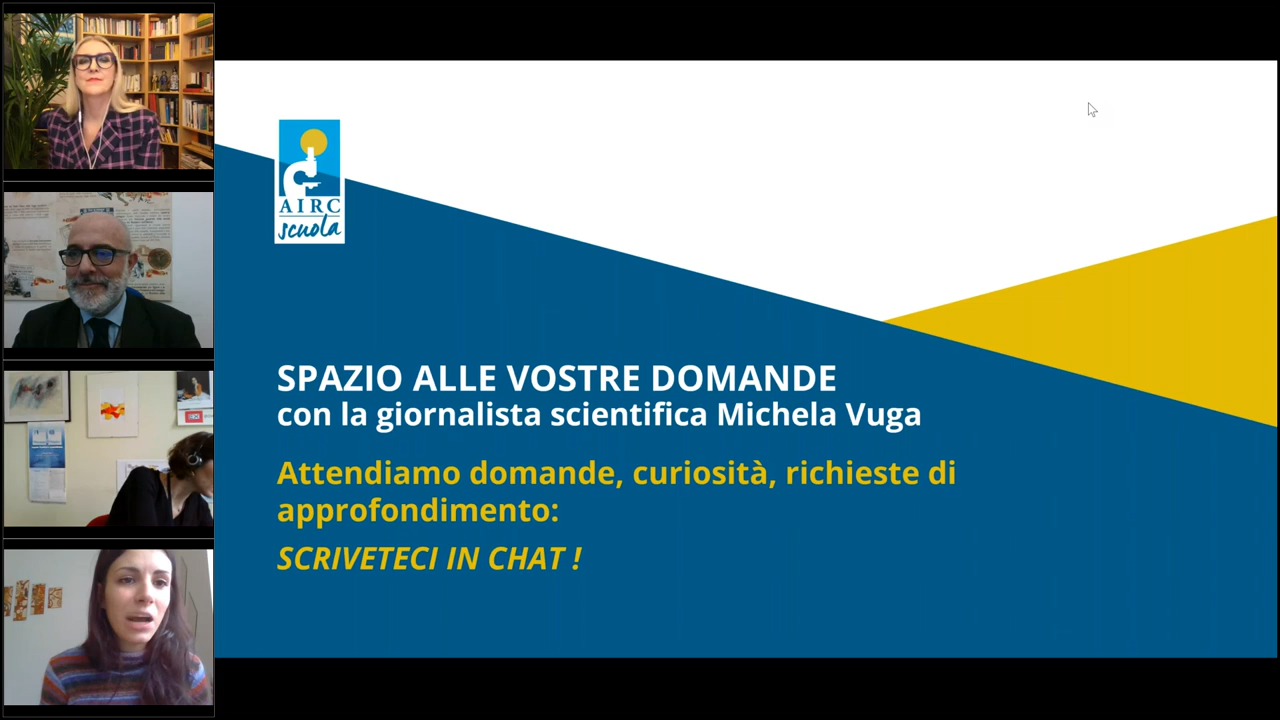 AIRC
scuola
SPAZIO ALLE VOSTRE DOMANDE
con la giornalista scientifica Michela Vuga
Attendiamo domande, curiosità, richieste di
approfondimento:
SCRIVETECI IN CHAT !